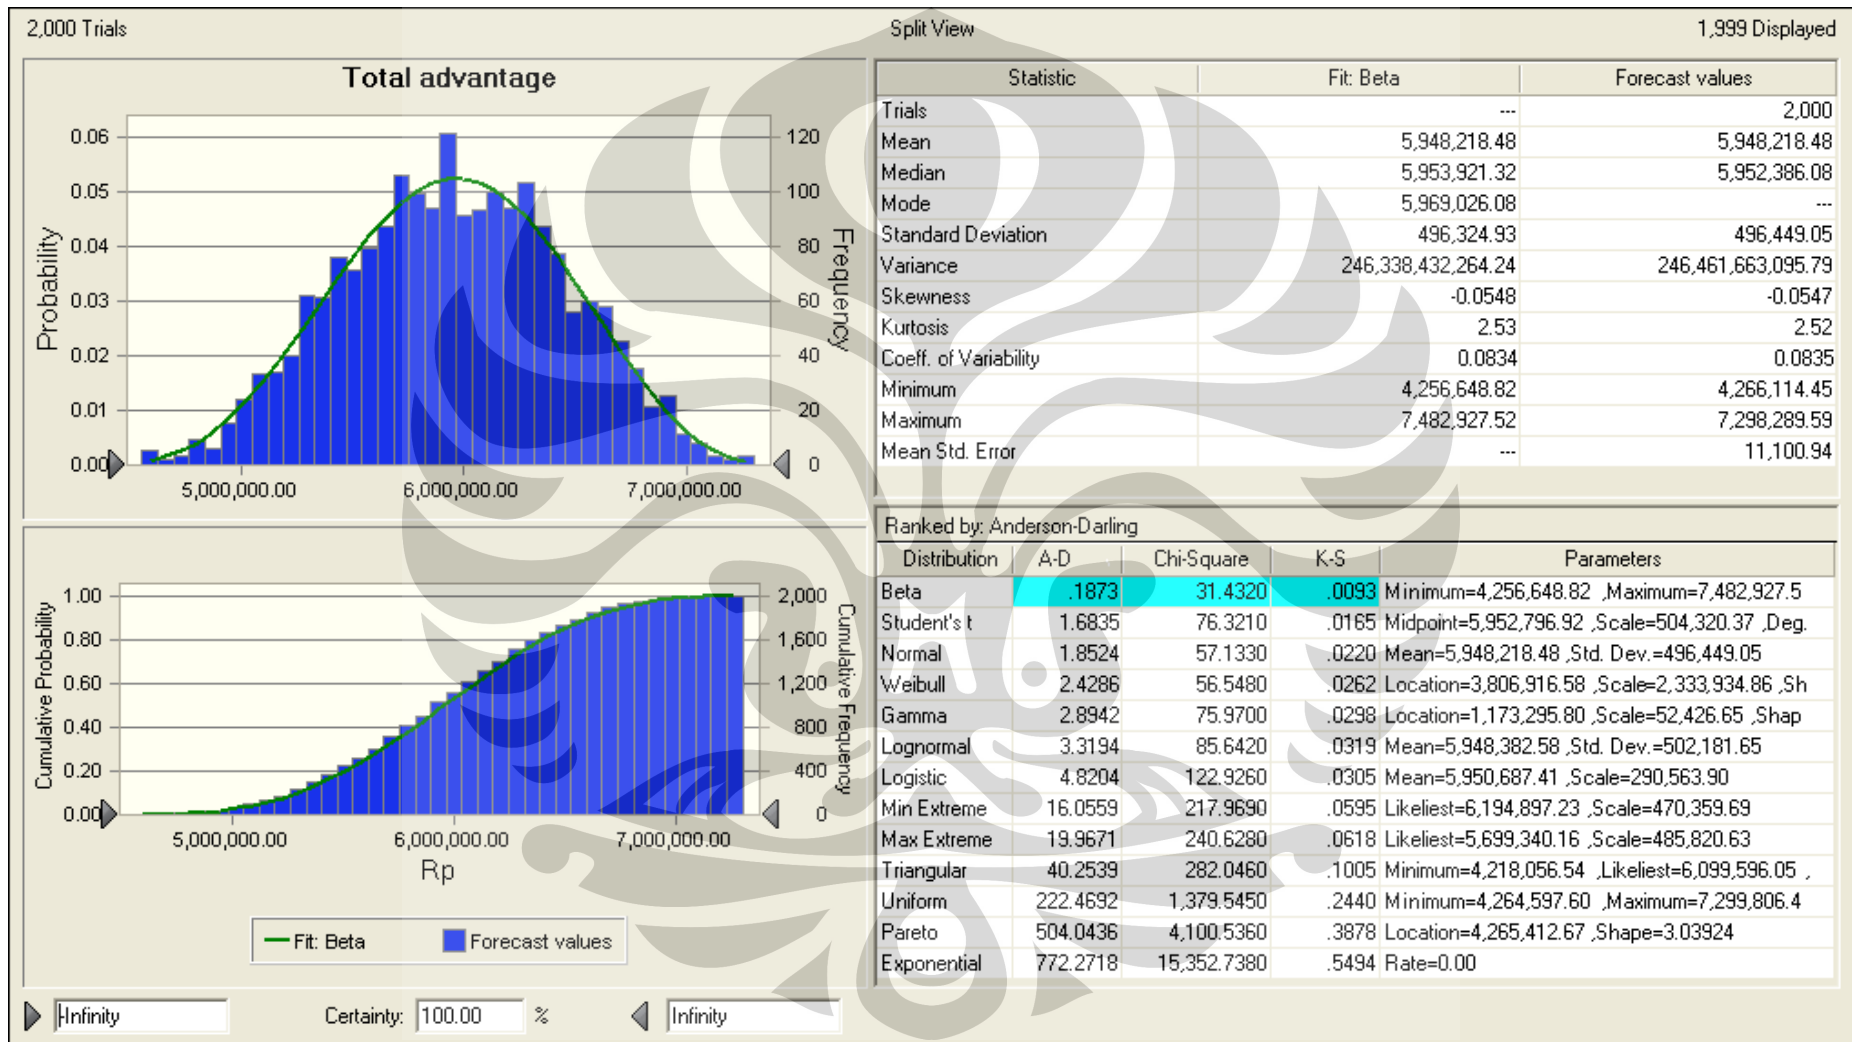 2,000 Trials
Split View
1,999 Displayed
Total advantage
Probability
0.06
0.05
0.04
0.03
0.02
0.01
0.00
120
100
80
60
40
20
0
Frequency
5,000,000.00 6,000,000.00 7,000,000.00
Cumulative Probability
1.00
0.80
0.60
0.40
0.20
0.00
2,000
1,600
1,200
800
400
0
Cumulative Frequency
5,000,000.00 6,000,000.00 7,000,000.00
Rp
Fit: Beta Forecast values
Statistic Fit: Beta Forecast values
Trials --- 2,000
Mean 5,948,218.48 5,948,218.48
Median 5,953,921.32 5,952,386.08
Mode 5,969,026.08 ---
Standard Deviation 496,324.93 496,449.05
Variance 246,338,432,264.24 246,461,663,095.79
Skewness -0.0548 -0.0547
Kurtosis 2.53 2.52
Coeff. of Variability 0.0834 0.0835
Minimum 4,256,648.82 4,266,114.45
Maximum 7,482,927.52 7,298,289.59
Mean Std. Error --- 11,100.94
Ranked by: Anderson-Darling
Distribution A-D Chi-Square K-S Parameters
Beta .1873 31.4320 .0093 Minimum=4,256,648.82 ,Maximum=7,482,927.5
Student's t 1.6835 76.3210 .0165 Midpoint=5,952,796.92 ,Scale=504,320.37 ,Deg.
Normal 1.8524 57.1330 .0220 Mean=5,948,218.48 ,Std. Dev.=496,449.05
Weibull 2.4286 56.5480 .0262 Location=3,806,916.58 ,Scale=2,333,934.86 ,Sh
Gamma 2.8942 75.9700 .0298 Location=1,173,295.80 ,Scale=52,426.65 ,Shap
Lognormal 3.3194 85.6420 .0319 Mean=5,948,382.58 ,Std. Dev.=502,181.65
Logistic 4.8204 122.9260 .0305 Mean=5,950,687.41 ,Scale=290,563.90
Min Extreme 16.0559 217.9690 .0595 Likeliest=6,194,897.23 ,Scale=470,359.69
Max Extreme 19.9671 240.6280 .0618 Likeliest=5,699,340.16 ,Scale=485,820.63
Triangular 40.2539 282.0460 .1005 Minimum=4,218,056.54 ,Likeliest=6,099,596.05 ,
Uniform 222.4692 1,379.5450 .2440 Minimum=4,264,597.60 ,Maximum=7,299,806.4
Pareto 504.0436 4,100.5360 .3878 Location=4,265,412.67 ,Shape=3.03924
Exponential 772.2718 15,352.7380 .5494 Rate=0.00
-Infinity Certainty: 100.00 % Infinity